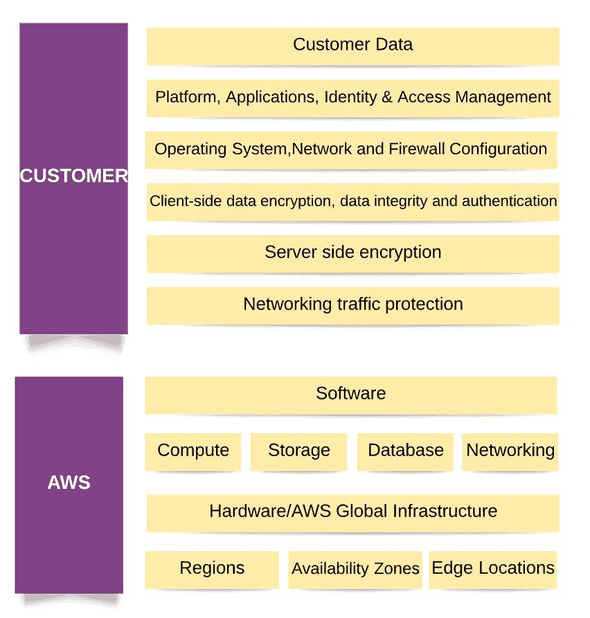 CUSTOMER
Customer Data
Platform, Applications, Identity & Access Management
Operating System,Network and Firewall Configuration
Client-side data encryption, data integrity and authentication
Server side encryption
Networking traffic protection
AWS
Software
Compute
Storage
Database
Networking
Hardware/AWS Global Infrastructure
Regions
Availability Zones
Edge Locations